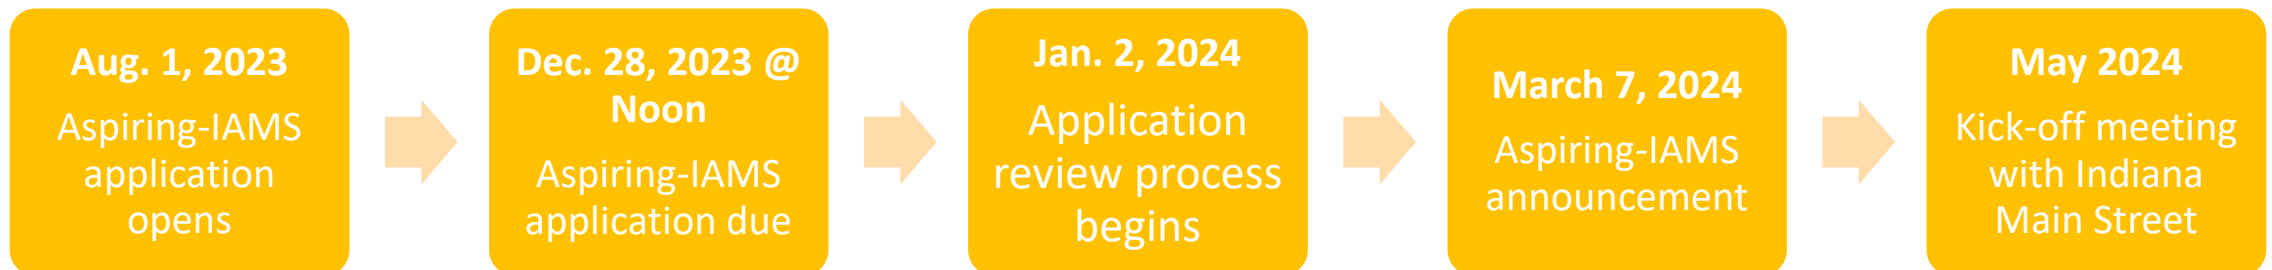 Aug. 1, 2023
Aspiring-IAMS
application
opens
Dec. 28, 2023 @
Noon
Aspiring-IAMS
application due
Jan. 2, 2024
Application
review process
begins
March 7, 2024
Aspiring-IAMS
announcement
May 2024
Kick-off meeting
with Indiana
Main Street